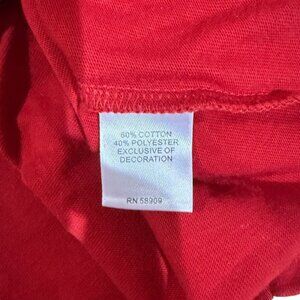 60% COTTON
40% POLYESTER
EXCLUSIVE OF
DECORATION
RN 58909